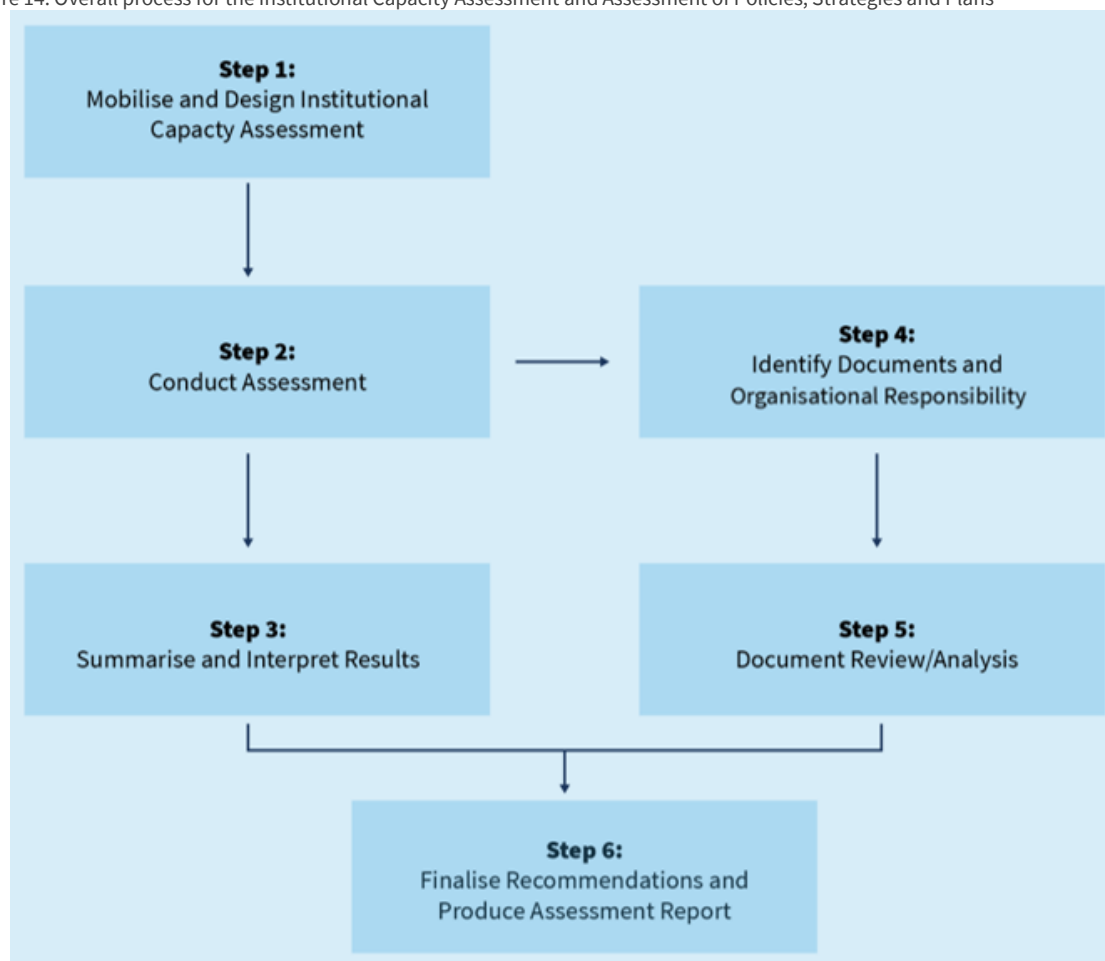 re 14: Overall process for the Institutional Capacity Assessment and Assessment of Policies, Strategies and Plans
Step 1:
Mobilise and Design Institutional
Capacty Assessment
Step 2:
Conduct Assessment
Step 4:
Identify Documents and
Organisational Responsibility
Step 3:
Summarise and Interpret Results
Step 5:
Document Review/Analysis
Step 6:
Finalise Recommendations and
Produce Assessment Report